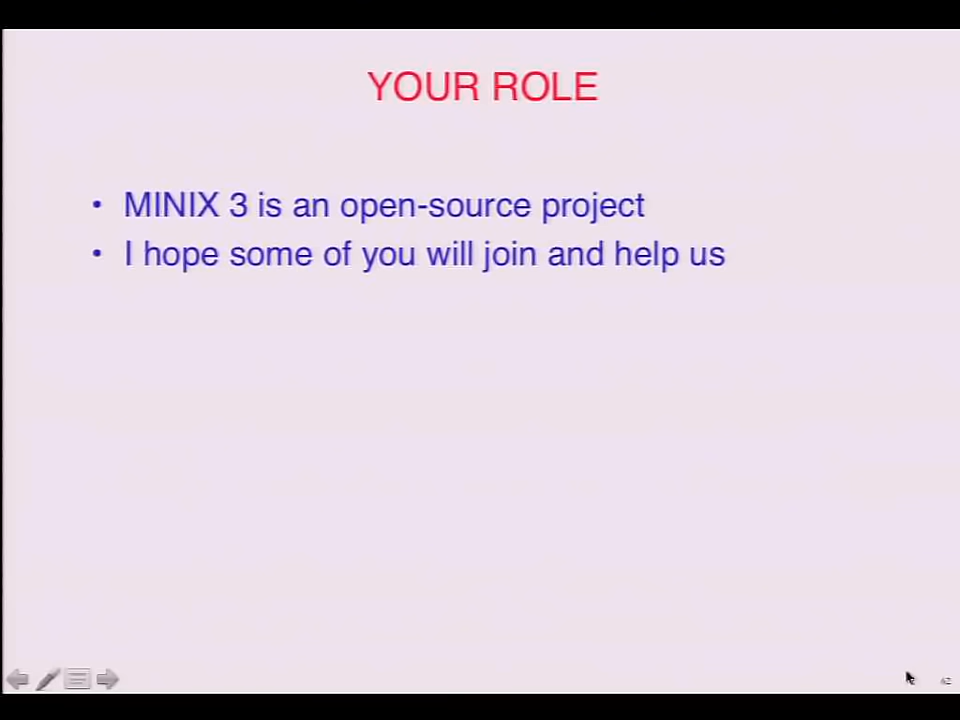 YOUR ROLE
• MINIX 3 is an open-source project
• I hope some of you will join and help us